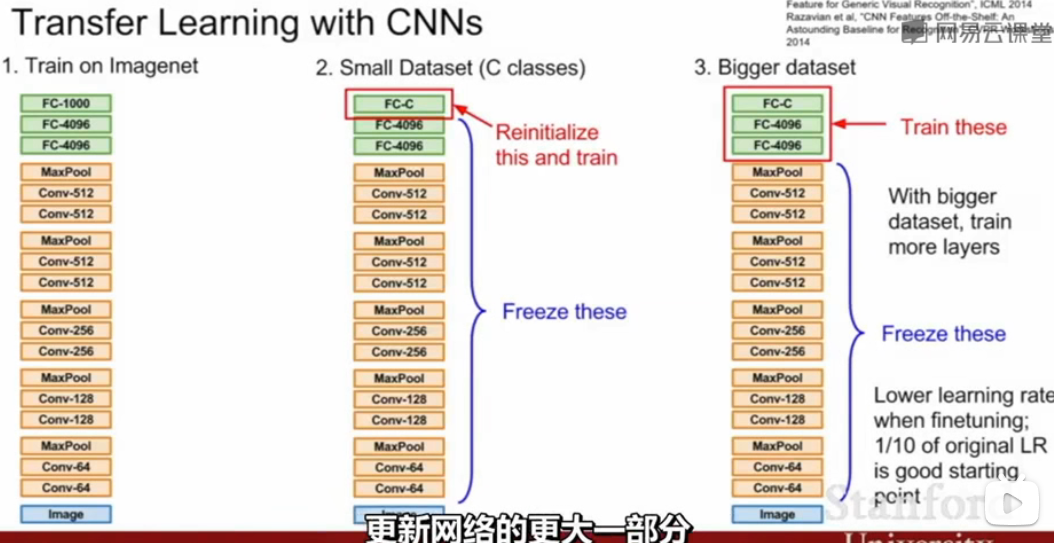 Transfer Learning with CNNs
Feature for Generic Visual Recognition", ICML 2014
Razavian et al, "CNN Features Off-the-Shelf: An
Astounding Baseline for
2014
网易云课堂
1. Train on Imagenet
FC-1000
FC-4096
FC-4096
MaxPool
Conv-512
Conv-512
MaxPool
Conv-512
Conv-512
MaxPool
Conv-256
Conv-256
MaxPool
Conv-128
Conv-128
MaxPool
Conv-64
Conv-64
Image
2. Small Dataset (C classes)
FC-C
FC-4096
FC-4096
MaxPool
Conv-512
Conv-512
MaxPool
Conv-512
Conv-512
MaxPool
Conv-256
Conv-256
MaxPool
Conv-128
Conv-128
MaxPool
Conv-64
Conv-64
Reinitialize
this and train
Freeze these
3. Bigger dataset
FC-C
FC-4096
FC-4096
MaxPool
Conv-512
Conv-512
MaxPool
Conv-512
Conv-512
MaxPool
Conv-256
Conv-256
MaxPool
Conv-128
Conv-128
MaxPool
Conv-64
Conv-64
Image
Train these
With bigger
dataset, train
more layers
Freeze these
Lower learning rate
when finetuning;
1/10 of original LR
is good starting
point
更新网络的更大一部分